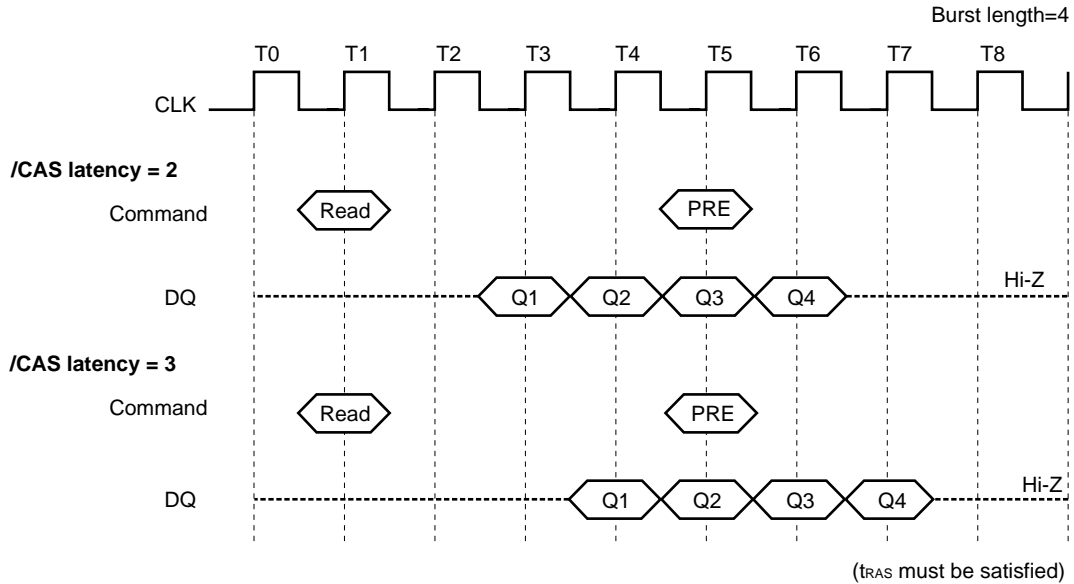 Burst length=4
T0 T1 T2 T3 T4 T5 T6 T7 T8
CLK
/CAS latency = 2
Command Read PRE
DQ Q1 Q2 Q3 Q4 Hi-Z
/CAS latency = 3
Command Read PRE
DQ Q1 Q2 Q3 Q4 Hi-Z
(tRAS must be satisfied)